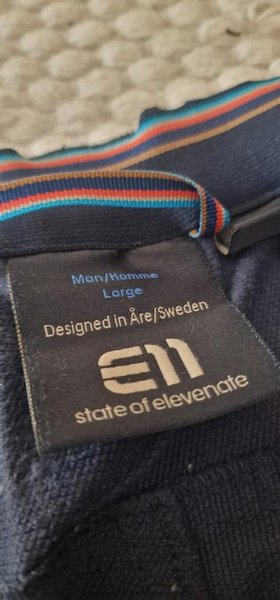 Man/Homme
Large
Designed in Åre/Sweden
E11
state of elevenate